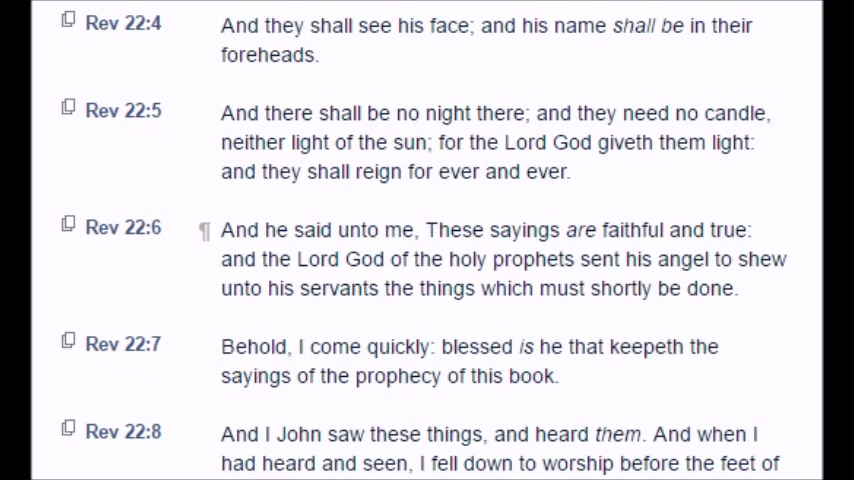 Rev 22:4 And they shall see his face; and his name shall be in their
foreheads.
Rev 22:5 And there shall be no night there; and they need no candle,
neither light of the sun; for the Lord God giveth them light:
and they shall reign for ever and ever.
Rev 22:6 ¶ And he said unto me, These sayings are faithful and true:
and the Lord God of the holy prophets sent his angel to shew
unto his servants the things which must shortly be done.
Rev 22:7 Behold, I come quickly: blessed is he that keepeth the
sayings of the prophecy of this book.
Rev 22:8 And I John saw these things, and heard them. And when I
had heard and seen, I fell down to worship before the feet of